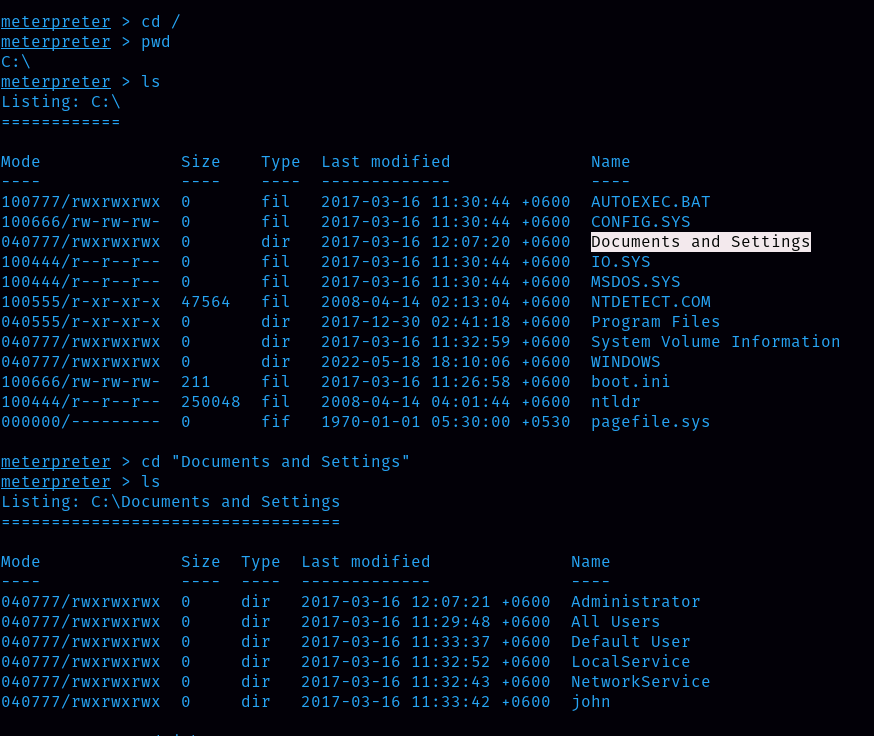 meterpreter > cd /
meterpreter > pwd
C:\
meterpreter > ls
Listing: C:\
============
Mode              Size    Type  Last modified              Name
----              ----    ----  -------------              ----
100777/rwxrwxrwx  0       fil   2017-03-16 11:30:44 +0600  AUTOEXEC.BAT
100666/rw-rw-rw-  0       fil   2017-03-16 11:30:44 +0600  CONFIG.SYS
040777/rwxrwxrwx  0       dir   2017-03-16 12:07:20 +0600  Documents and Settings
100444/r--r--r--  0       fil   2017-03-16 11:30:44 +0600  IO.SYS
100444/r--r--r--  0       fil   2017-03-16 11:30:44 +0600  MSDOS.SYS
100555/r-xr-xr-x  47564   fil   2008-04-14 02:13:04 +0600  NTDETECT.COM
040555/r-xr-xr-x  0       dir   2017-12-30 02:41:18 +0600  Program Files
040777/rwxrwxrwx  0       dir   2017-03-16 11:32:59 +0600  System Volume Information
040777/rwxrwxrwx  0       dir   2022-05-18 18:10:06 +0600  WINDOWS
100666/rw-rw-rw-  211     fil   2017-03-16 11:26:58 +0600  boot.ini
100444/r--r--r--  250048  fil   2008-04-14 04:01:44 +0600  ntldr
000000/---------  0       fif   1970-01-01 05:30:00 +0530  pagefile.sys
meterpreter > cd "Documents and Settings"
meterpreter > ls
Listing: C:\Documents and Settings
==================================
Mode              Size  Type  Last modified              Name
----              ----  ----  -------------              ----
040777/rwxrwxrwx  0     dir   2017-03-16 12:07:21 +0600  Administrator
040777/rwxrwxrwx  0     dir   2017-03-16 11:29:48 +0600  All Users
040777/rwxrwxrwx  0     dir   2017-03-16 11:33:37 +0600  Default User
040777/rwxrwxrwx  0     dir   2017-03-16 11:32:52 +0600  LocalService
040777/rwxrwxrwx  0     dir   2017-03-16 11:32:43 +0600  NetworkService
040777/rwxrwxrwx  0     dir   2017-03-16 11:33:42 +0600  john